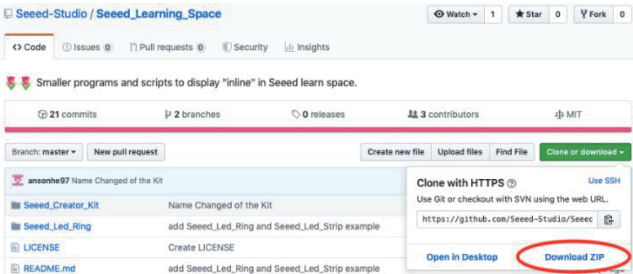 Seeed-Studio / Seeed_Learning_Space
Watch 1 Star 0 Fork 0
Code Issues 0 Pull requests 0 Security Insights
Smaller programs and scripts to display "inline" in Seeed learn space.
21 commits 2 branches 0 releases 3 contributors MIT
Branch: master New pull request Create new file Upload files Find File Clone or download
ansonhe97 Name Changed of the Kit
Seeed_Creator_Kit Name Changed of the Kit
Seeed_Led_Ring add Seeed_Led_Ring and Seeed_Led_Strip example
LICENSE Create LICENSE
README.md add Seeed_Led_Ring and Seeed_Led_Strip example
Clone with HTTPS Use SSH
Use Git or checkout with SVN using the web URL.
https://github.com/Seeed-Studio/Seeec
Open in Desktop Download ZIP